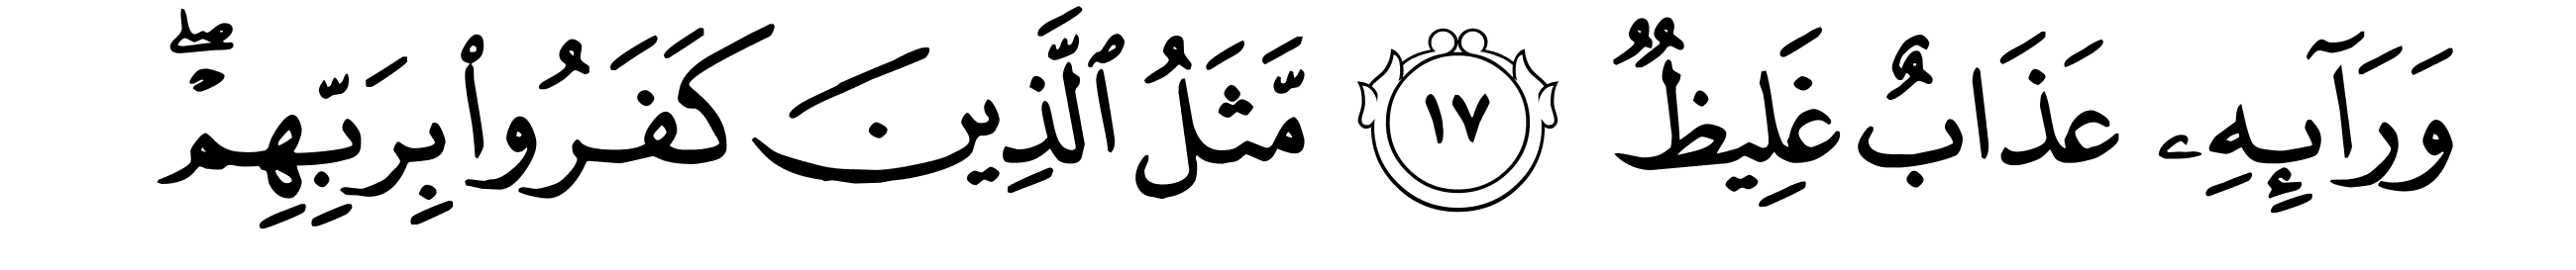 وَرَآئِهِۦ عَذَابٌ غَلِيظٌ ١٧ مَّثَلُ ٱلَّذِينَ كَفَرُوا۟ بِرَبِّهِمْۖ